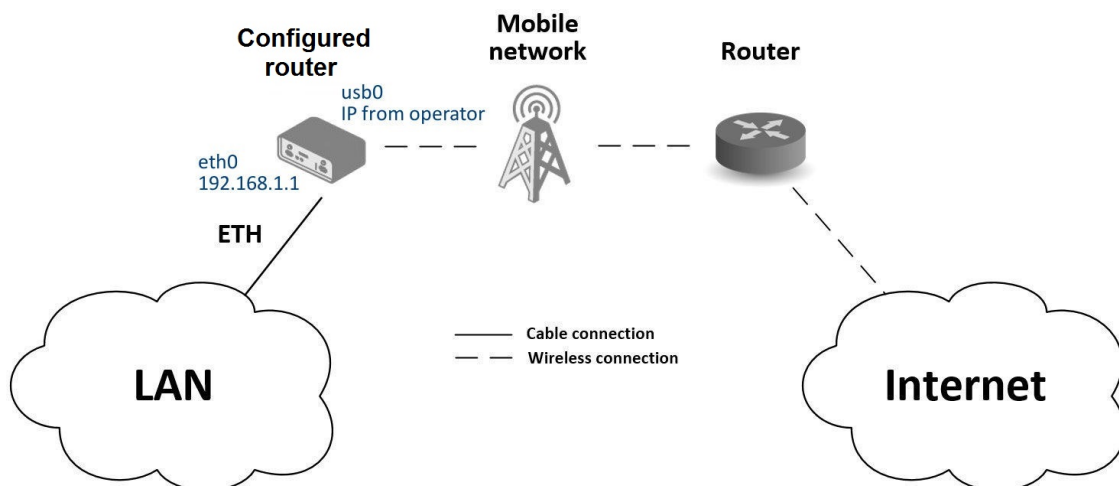 Configured
router
Mobile
network
Router
usb0
IP from operator
eth0
192.168.1.1
ETH
LAN
Cable connection
Wireless connection
Internet